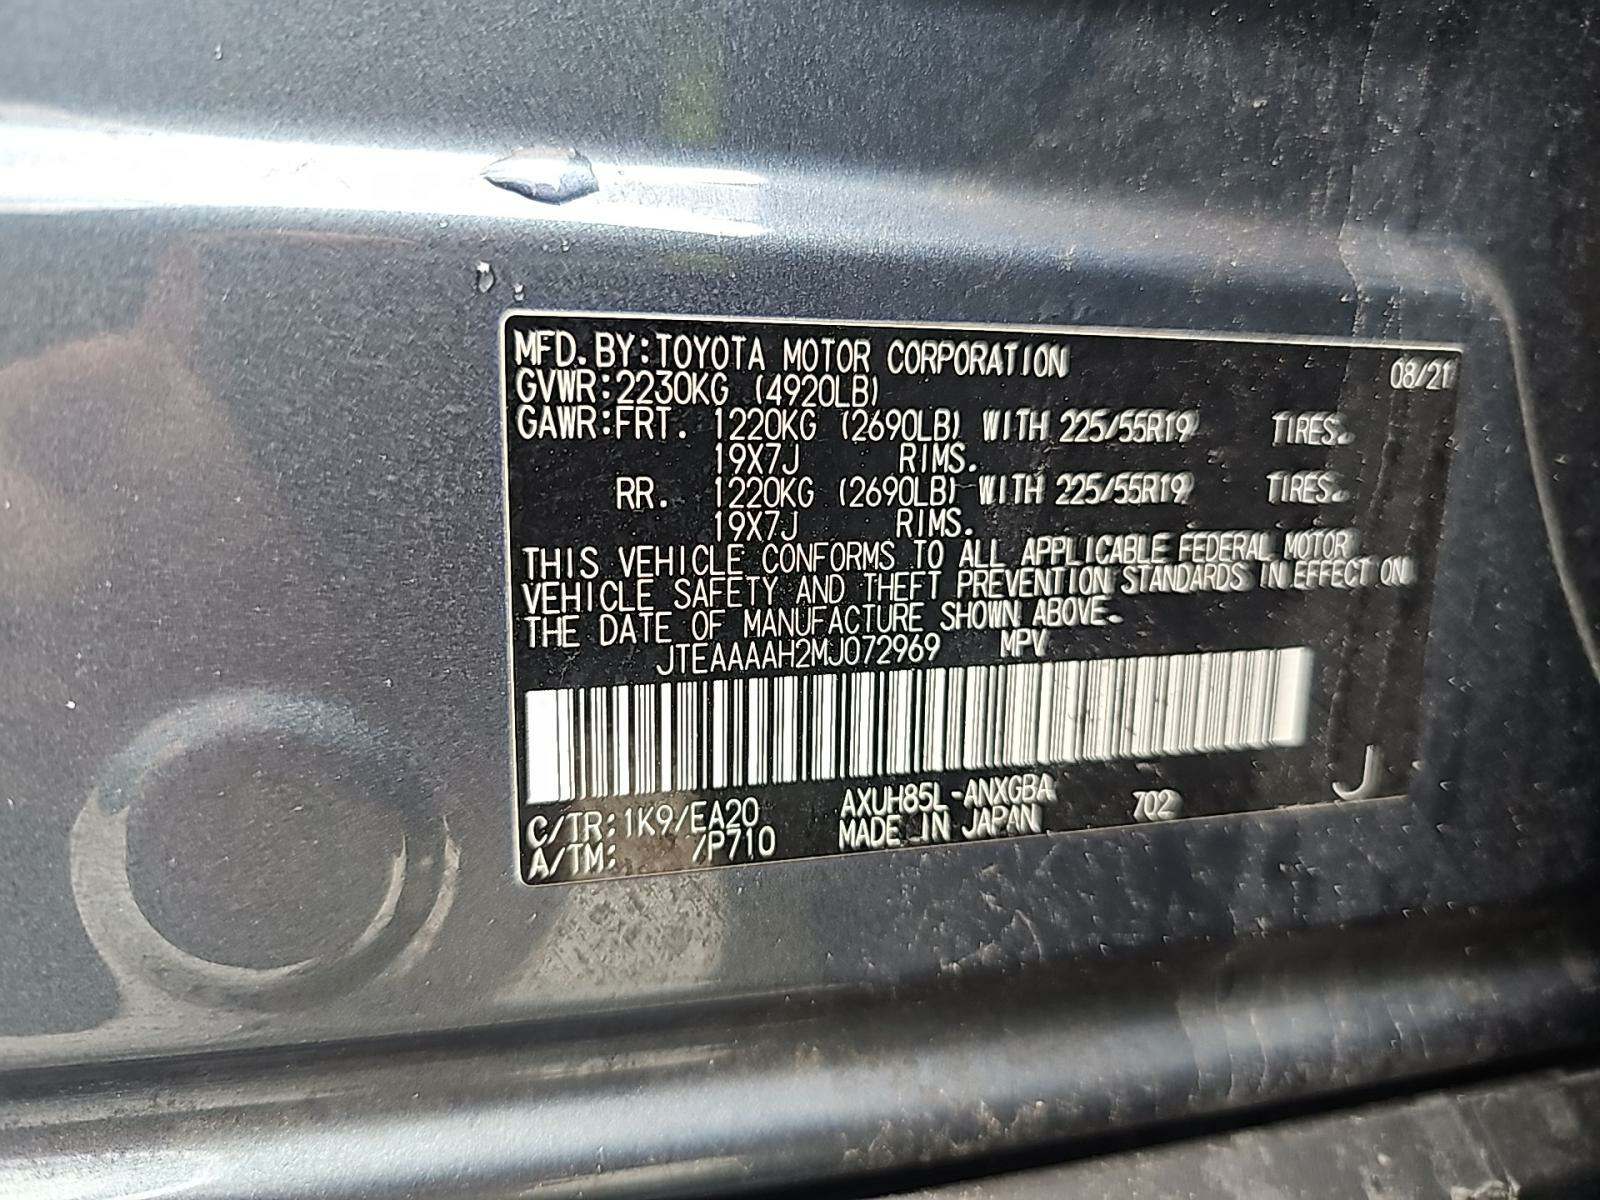 MFD.BY:TOYOTA MOTOR CORPORATION 08/21
GVWR:2230KG (4920LB)
GAWR:FRT. 1220KG (2690LB) WITH 225/55R19 TIRES.
19X7J RIMS.
RR. 1220KG (2690LB) WITH 225/55R19 TIRES.
19X7J RIMS.
THIS VEHICLE CONFORMS TO ALL APPLICABLE FEDERAL MOTOR
VEHICLE SAFETY AND THEFT PREVENTION STANDARDS IN EFFECT ON
THE DATE OF MANUFACTURE SHOWN ABOVE.
JTEAAAAH2MJ072969 MPV
C/TR:1K9/EA20 AXUH85L-ANXGBA 702 J
A/TM: /P710 MADE IN JAPAN